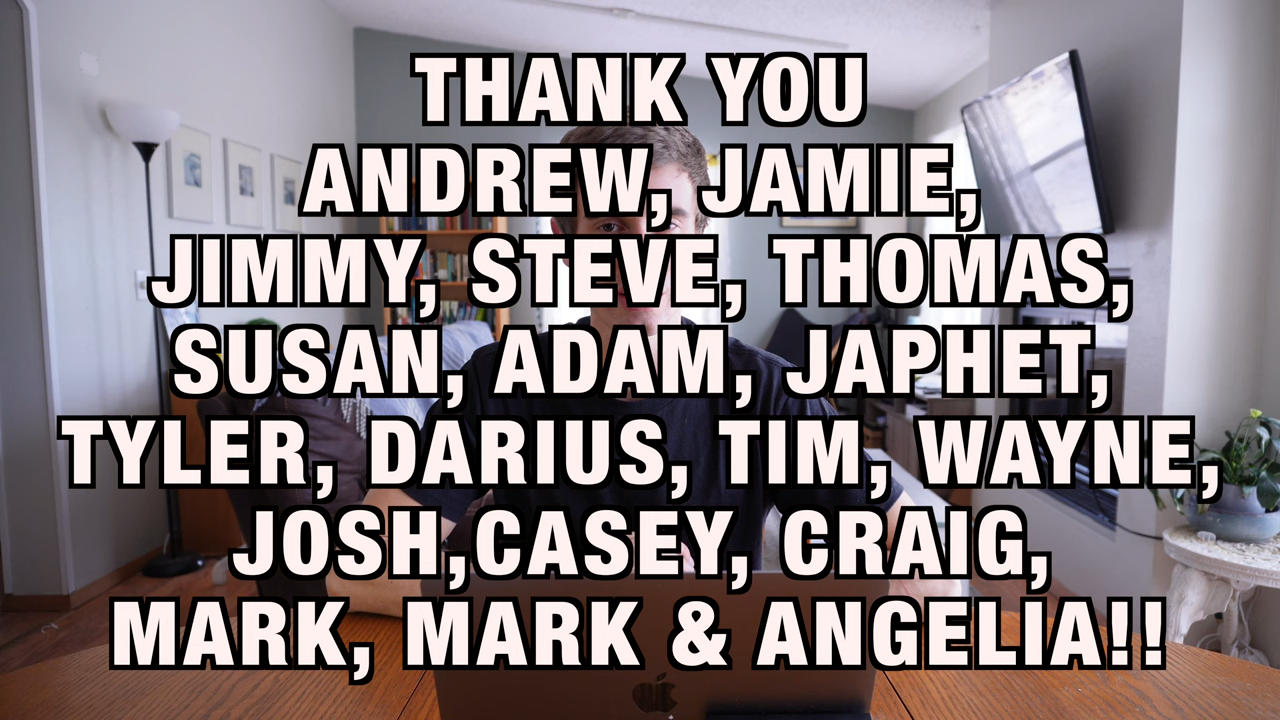 THANK YOU
ANDREW, JAMIE,
JIMMY, STEVE, THOMAS,
SUSAN, ADAM, JAPHET,
TYLER, DARIUS, TIM, WAYNE,
JOSH,CASEY, CRAIG,
MARK, MARK & ANGELIA!!